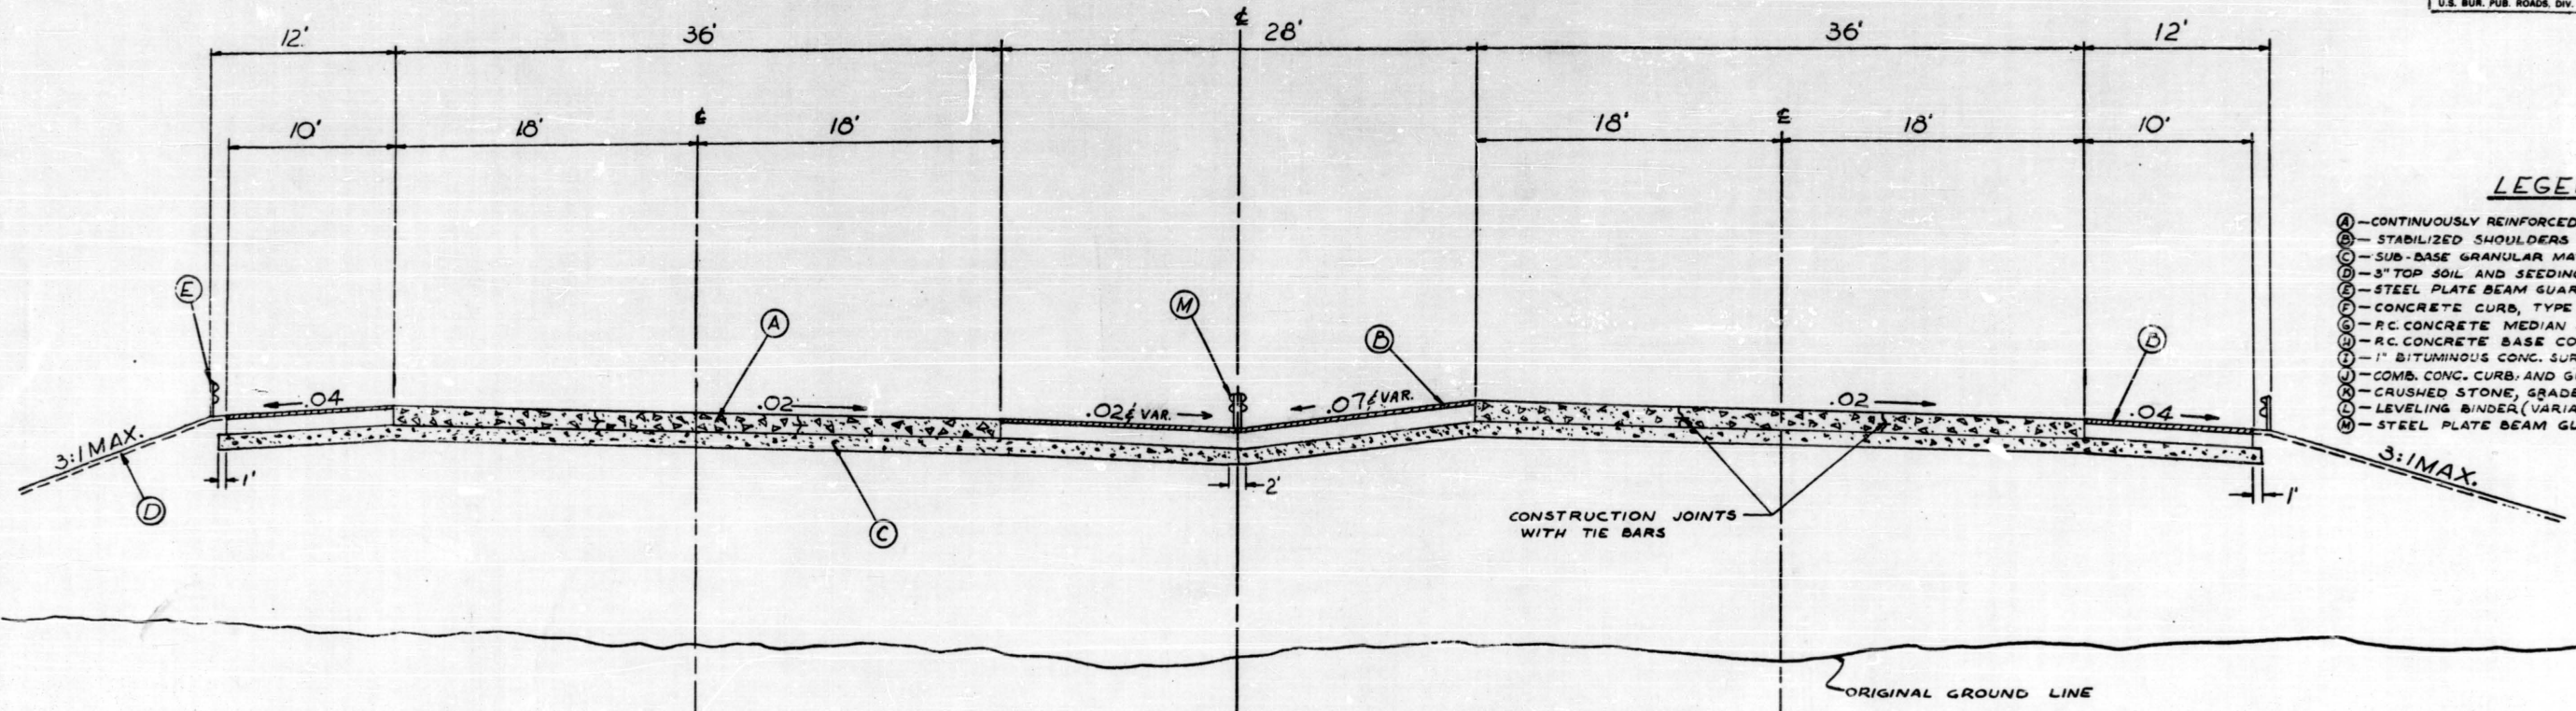 U.S. BUR. PUB. ROADS. DIV.
℄
12' 36' 28' 36' 12'
10' 18' ℄ 18' 18' ℄ 18' 10'
LEGE
Ⓐ—CONTINUOUSLY REINFORCED
Ⓑ—STABILIZED SHOULDERS
Ⓒ—SUB-BASE GRANULAR MA
Ⓓ—3" TOP SOIL AND SEEDING
Ⓔ—STEEL PLATE BEAM GUAR
Ⓕ—CONCRETE CURB, TYPE
Ⓖ—P.C. CONCRETE MEDIAN
Ⓗ—P.C. CONCRETE BASE CO
Ⓘ—1" BITUMINOUS CONC. SUR
Ⓙ—COMB. CONC. CURB. AND G
Ⓚ—CRUSHED STONE, GRADE
Ⓛ—LEVELING BINDER (VARIA
Ⓜ—STEEL PLATE BEAM GU
Ⓔ Ⓐ Ⓜ Ⓑ Ⓑ
.04 .02 .02 ¢ VAR. .07 ¢ VAR. .02 .04
3:1 MAX. 3:1 MAX.
1' 2' 1'
Ⓓ Ⓒ
CONSTRUCTION JOINTS
WITH TIE BARS
ORIGINAL GROUND LINE